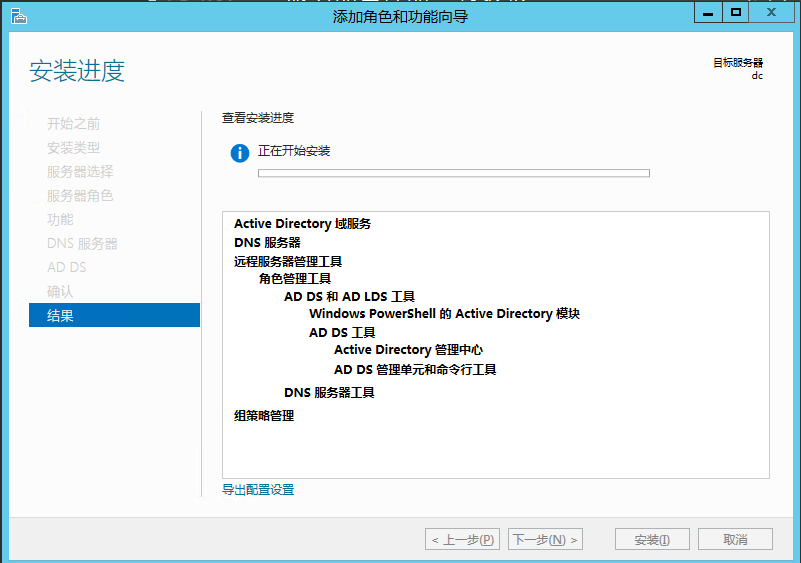 添加角色和功能向导
安装进度
目标服务器
dc
开始之前
安装类型
服务器选择
服务器角色
功能
DNS 服务器
AD DS
确认
结果
查看安装进度
正在开始安装
Active Directory 域服务
DNS 服务器
远程服务器管理工具
角色管理工具
AD DS 和 AD LDS 工具
Windows PowerShell 的 Active Directory 模块
AD DS 工具
Active Directory 管理中心
AD DS 管理单元和命令行工具
DNS 服务器工具
组策略管理
导出配置设置
< 上一步(P)
下一步(N) >
安装(I)
取消